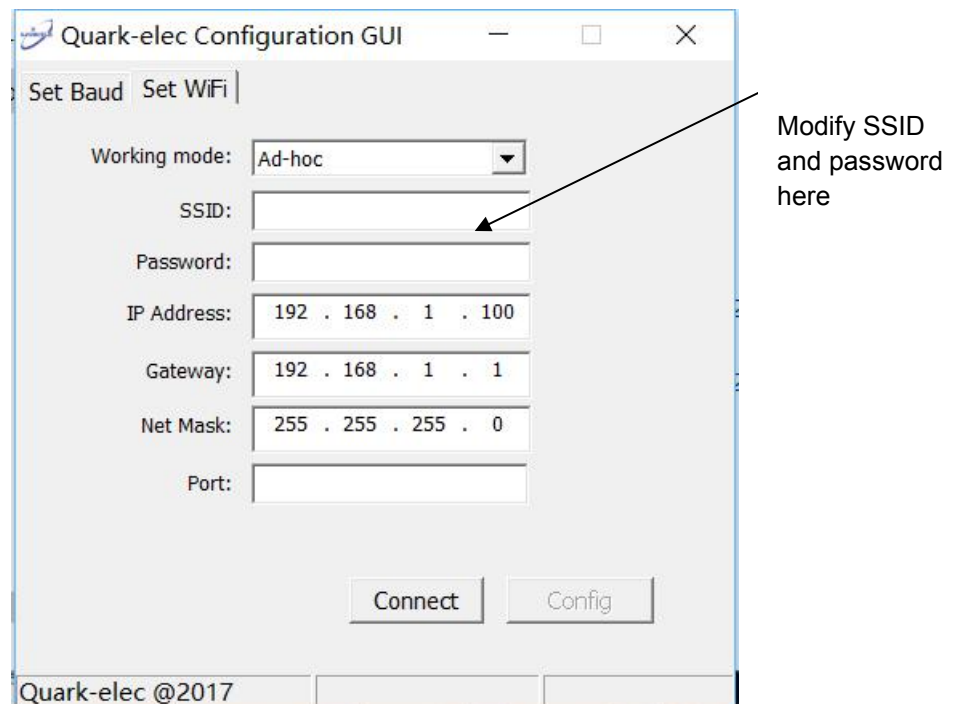 Quark-elec Configuration GUI
Set Baud Set WiFi
Modify SSID
and password
here
Working mode: Ad-hoc
SSID:
Password:
IP Address: 192 . 168 . 1 . 100
Gateway: 192 . 168 . 1 . 1
Net Mask: 255 . 255 . 255 . 0
Port:
Connect Config
Quark-elec @2017